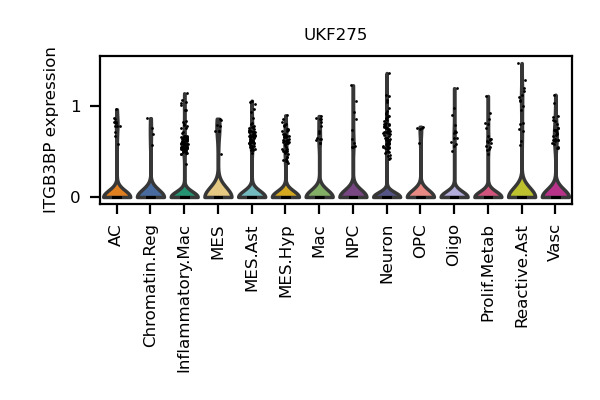 UKF275
ITGB3BP expression
1
0
AC
Chromatin.Reg
Inflammatory.Mac
MES
MES.Ast
MES.Hyp
Mac
NPC
Neuron
OPC
Oligo
Prolif.Metab
Reactive.Ast
Vasc